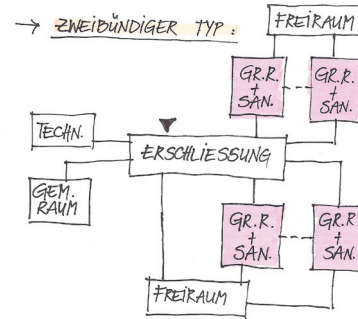 → ZWEIBÜNDIGER TYP:
FREIRAUM
GR.R.
+
SAN.
GR.R.
+
SAN.
TECHN.
ERSCHLIESSUNG
GEM.
RAUM
GR.R.
+
SAN.
GR.R.
+
SAN.
FREIRAUM